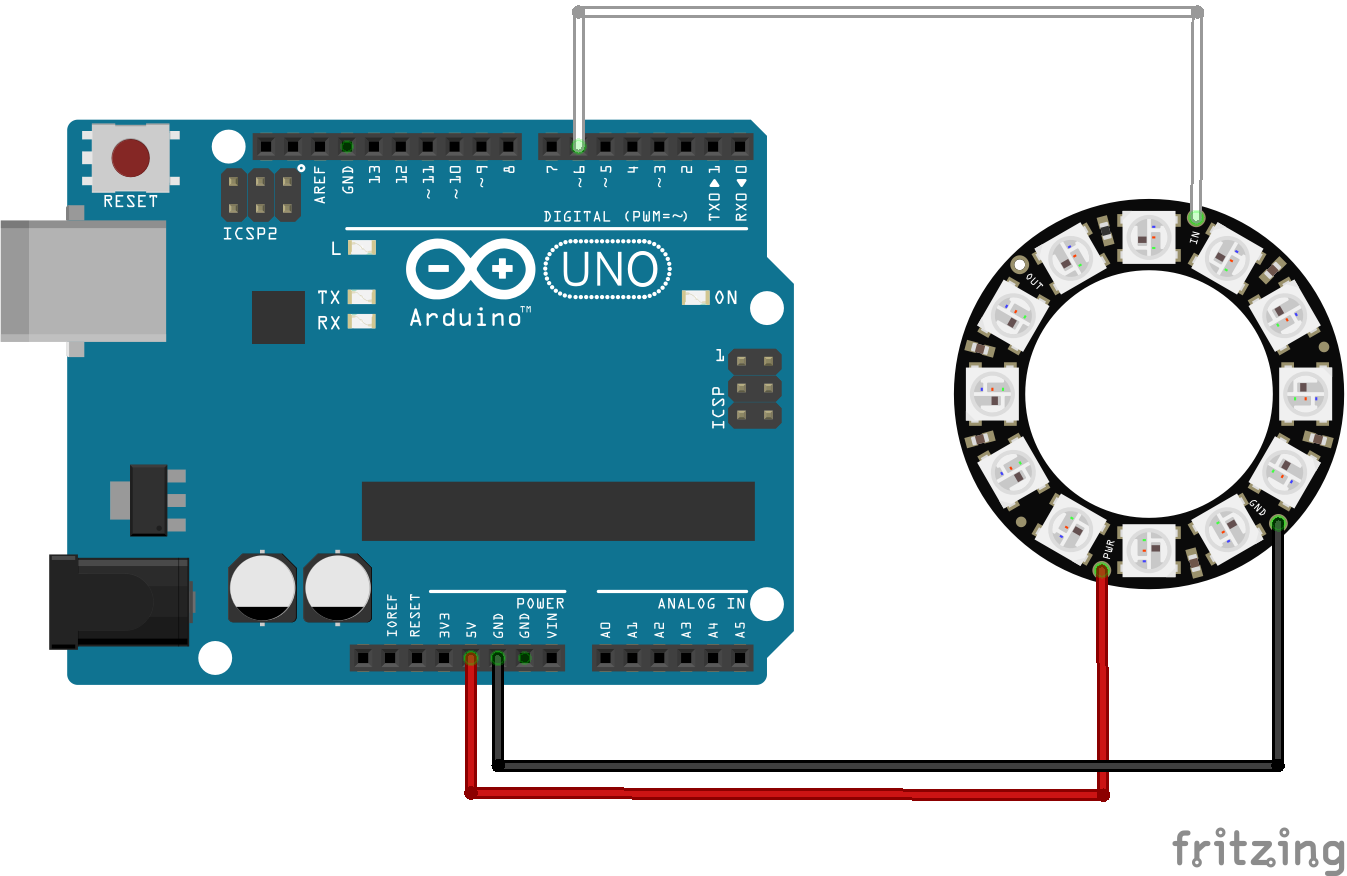 RESET
ICSP2
AREF
GND
13
12
~11
~10
~9
8
7
~6
~5
4
~3
2
TX0▶1
RX0◀0
DIGITAL (PWM=~)
L
TX
RX
UNO
Arduino™
ON
1
ICSP
IN
OUT
GND
PWR
POWER
ANALOG IN
IOREF
RESET
3V3
5V
GND
GND
VIN
A0
A1
A2
A3
A4
A5
fritzing